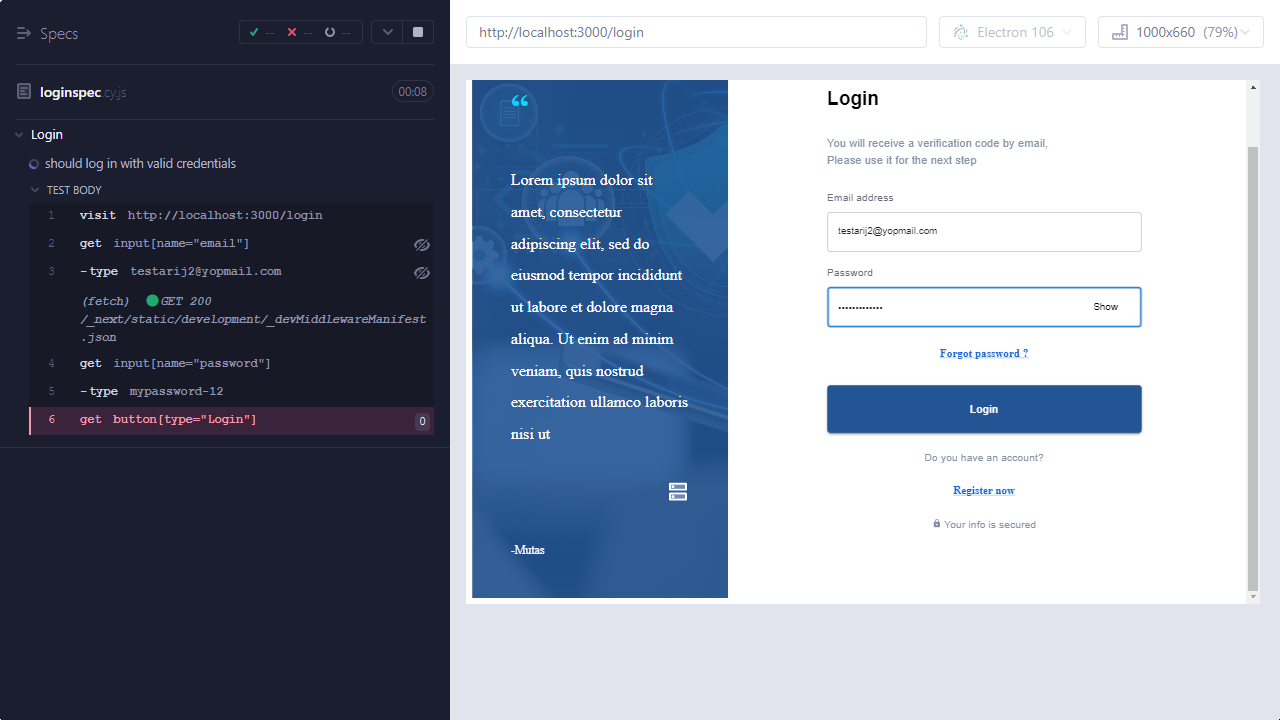 Specs
-- -- --
loginspec.cy.js 00:08
Login
should log in with valid credentials
TEST BODY
1 visit http://localhost:3000/login
2 get input[name="email"]
3 -type testarij2@yopmail.com
(fetch) GET 200
/_next/static/development/_devMiddlewareManifest
.json
4 get input[name="password"]
5 -type mypassword-12
6 get button[type="Login"] 0
http://localhost:3000/login
Electron 106
1000x660 (79%)
“
Lorem ipsum dolor sit
amet, consectetur
adipiscing elit, sed do
eiusmod tempor incididunt
ut labore et dolore magna
aliqua. Ut enim ad minim
veniam, quis nostrud
exercitation ullamco laboris
nisi ut
-Mutas
Login
You will receive a verification code by email,
Please use it for the next step
Email address
testarij2@yopmail.com
Password
••••••••••••• Show
Forgot password ?
Login
Do you have an account?
Register now
Your info is secured